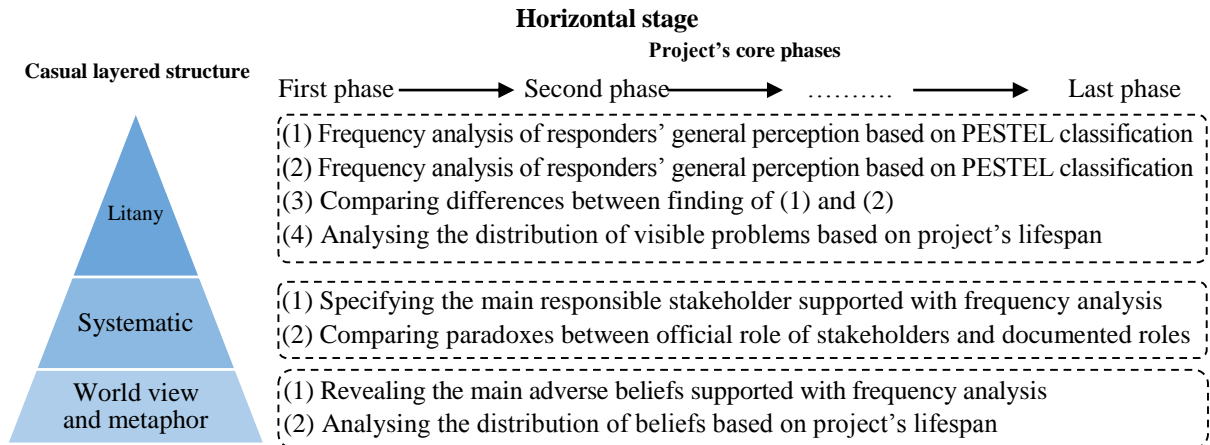 Horizontal stage
Project's core phases
Casual layered structure
First phase
Second phase
……….
Last phase
Litany
(1) Frequency analysis of responders' general perception based on PESTEL classification
(2) Frequency analysis of responders' general perception based on PESTEL classification
(3) Comparing differences between finding of (1) and (2)
(4) Analysing the distribution of visible problems based on project's lifespan
Systematic
(1) Specifying the main responsible stakeholder supported with frequency analysis
(2) Comparing paradoxes between official role of stakeholders and documented roles
World view
and metaphor
(1) Revealing the main adverse beliefs supported with frequency analysis
(2) Analysing the distribution of beliefs based on project's lifespan